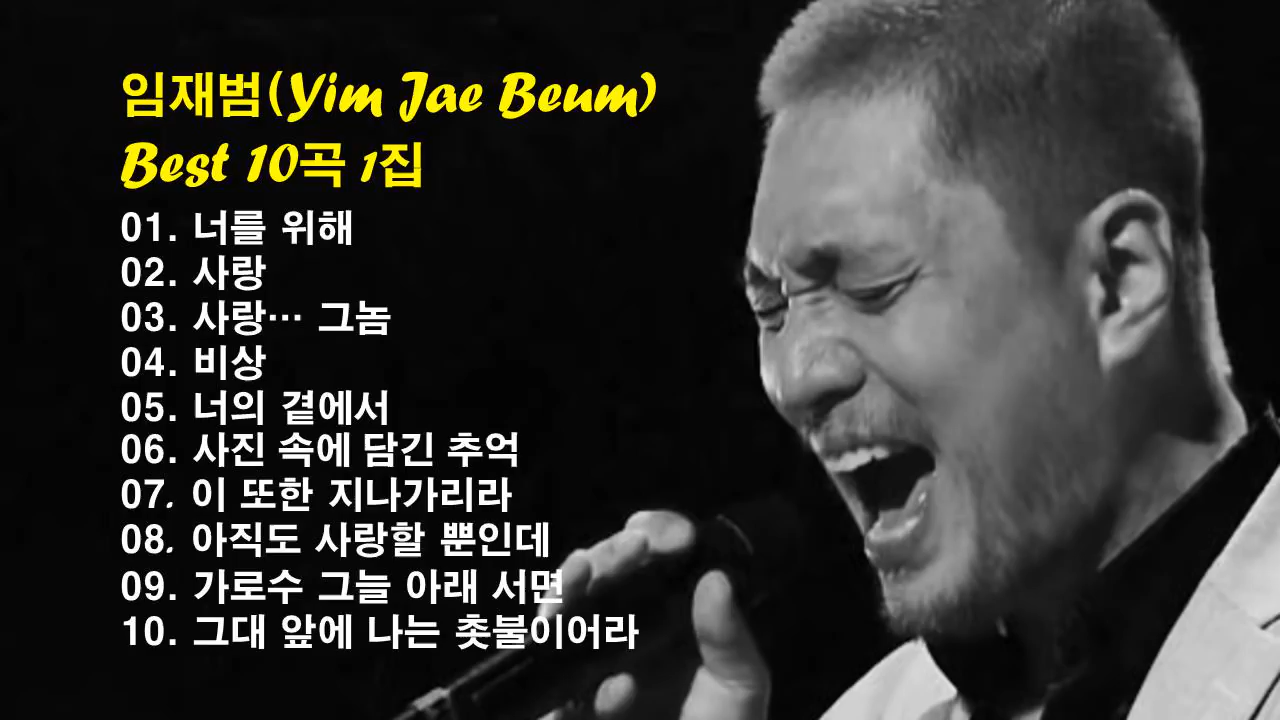 임재범(Yim Jae Beum)
Best 10곡 1집
01. 너를 위해
02. 사랑
03. 사랑… 그놈
04. 비상
05. 너의 곁에서
06. 사진 속에 담긴 추억
07. 이 또한 지나가리라
08. 아직도 사랑할 뿐인데
09. 가로수 그늘 아래 서면
10. 그대 앞에 나는 촛불이어라